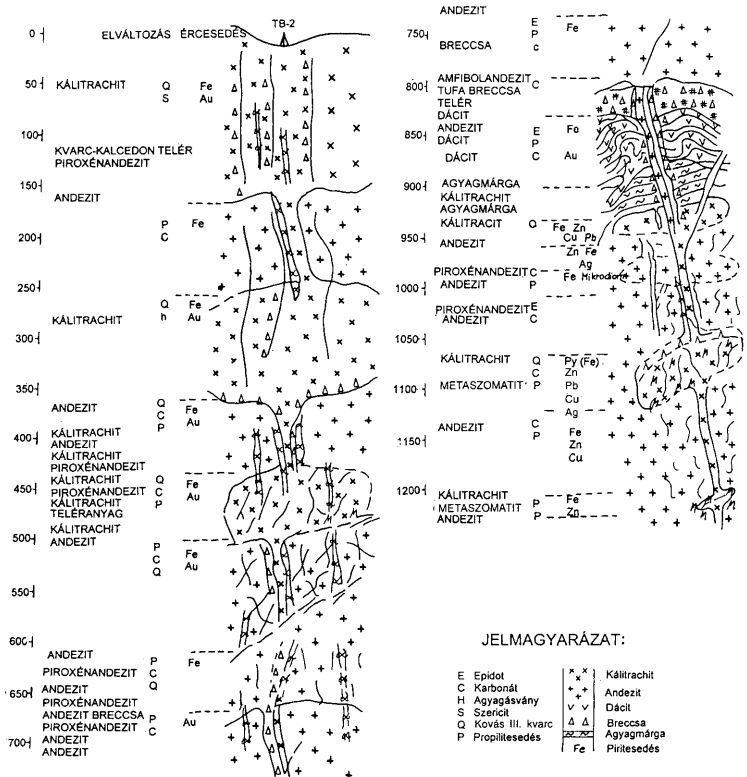 TB-2
0 ELVÁLTOZÁS ÉRCESEDÉS
50 KÁLITRACHIT Q Fe
S Au
100
KVARC-KALCEDON TELÉR
PIROXÉNANDEZIT
150
ANDEZIT
P Fe
200 C
250
Q Fe
KÁLITRACHIT h Au
300
350
ANDEZIT Q Fe
C Au
KÁLITRACHIT P
400
ANDEZIT
KÁLITRACHIT
PIROXÉNANDEZIT
KÁLITRACHIT Q Fe
450 PIROXÉNANDEZIT C Au
KÁLITRACHIT P
TELÉRANYAG
KÁLITRACHIT
500
ANDEZIT P Fe
C Au
Q
550
600
ANDEZIT P Fe
PIROXÉNANDEZIT C
ANDEZIT Q
650
PIROXÉNANDEZIT
ANDEZIT BRECCSA P Au
PIROXÉNANDEZIT C
700 ANDEZIT
ANDEZIT
ANDEZIT
E Fe
750 P
BRECCSA c
AMFIBOLANDEZIT C
800
TUFA BRECCSA
TELÉR
DÁCIT
ANDEZIT E Fe
850
DÁCIT P
DÁCIT C Au
900 AGYAGMÁRGA
KÁLITRACHIT
AGYAGMÁRGA
KÁLITRACIT Q Fe Zn
Cu Pb
950 ANDEZIT Zn Fe
Ag
PIROXÉNANDEZIT C Fe Mikrodiorit
1000 ANDEZIT P
PIROXÉNANDEZIT E
ANDEZIT C
1050
KÁLITRACHIT Q Py (Fe)
C Zn
1100 METASZOMATIT P Pb
Cu
Ag
ANDEZIT C Fe
1150 P Zn
Cu
1200
KÁLITRACHIT P Fe
METASZOMATIT
ANDEZIT P Zn
JELMAGYARÁZAT:
E Epidot
C Karbonát
H Agyagásvány
S Szericit
Q Kovás III. kvarc
P Propilitesedés
Kálitrachit
Andezit
Dácit
Breccsa
Agyagmárga
Fe Piritesedés